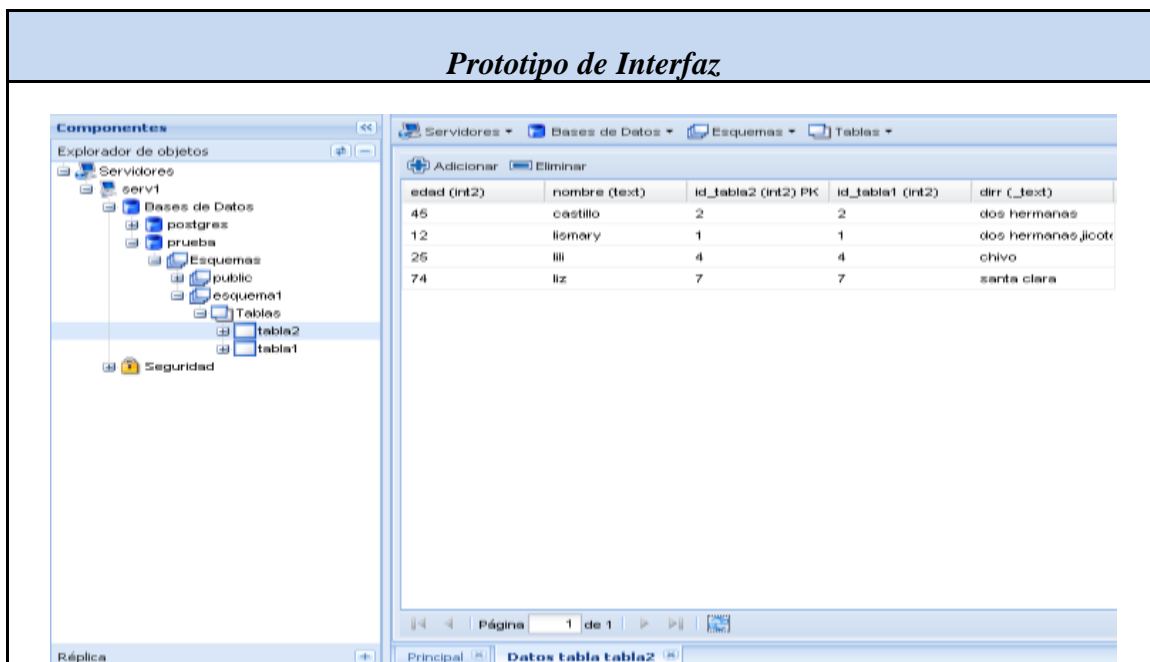 Prototipo de Interfaz
Componentes
Explorador de objetos
Servidores
serv1
Bases de Datos
postgres
prueba
Esquemas
public
esquema1
Tablas
tabla2
tabla1
Seguridad
Réplica
Servidores Bases de Datos Esquemas Tablas
Adicionar Eliminar
edad (int2) nombre (text) id_tabla2 (int2) PK id_tabla1 (int2) dirr (_text)
45 castillo 2 2 dos hermanas
12 lismary 1 1 dos hermanas,jicote
25 lili 4 4 chivo
74 liz 7 7 santa clara
Página 1 de 1
Principal Datos tabla tabla2